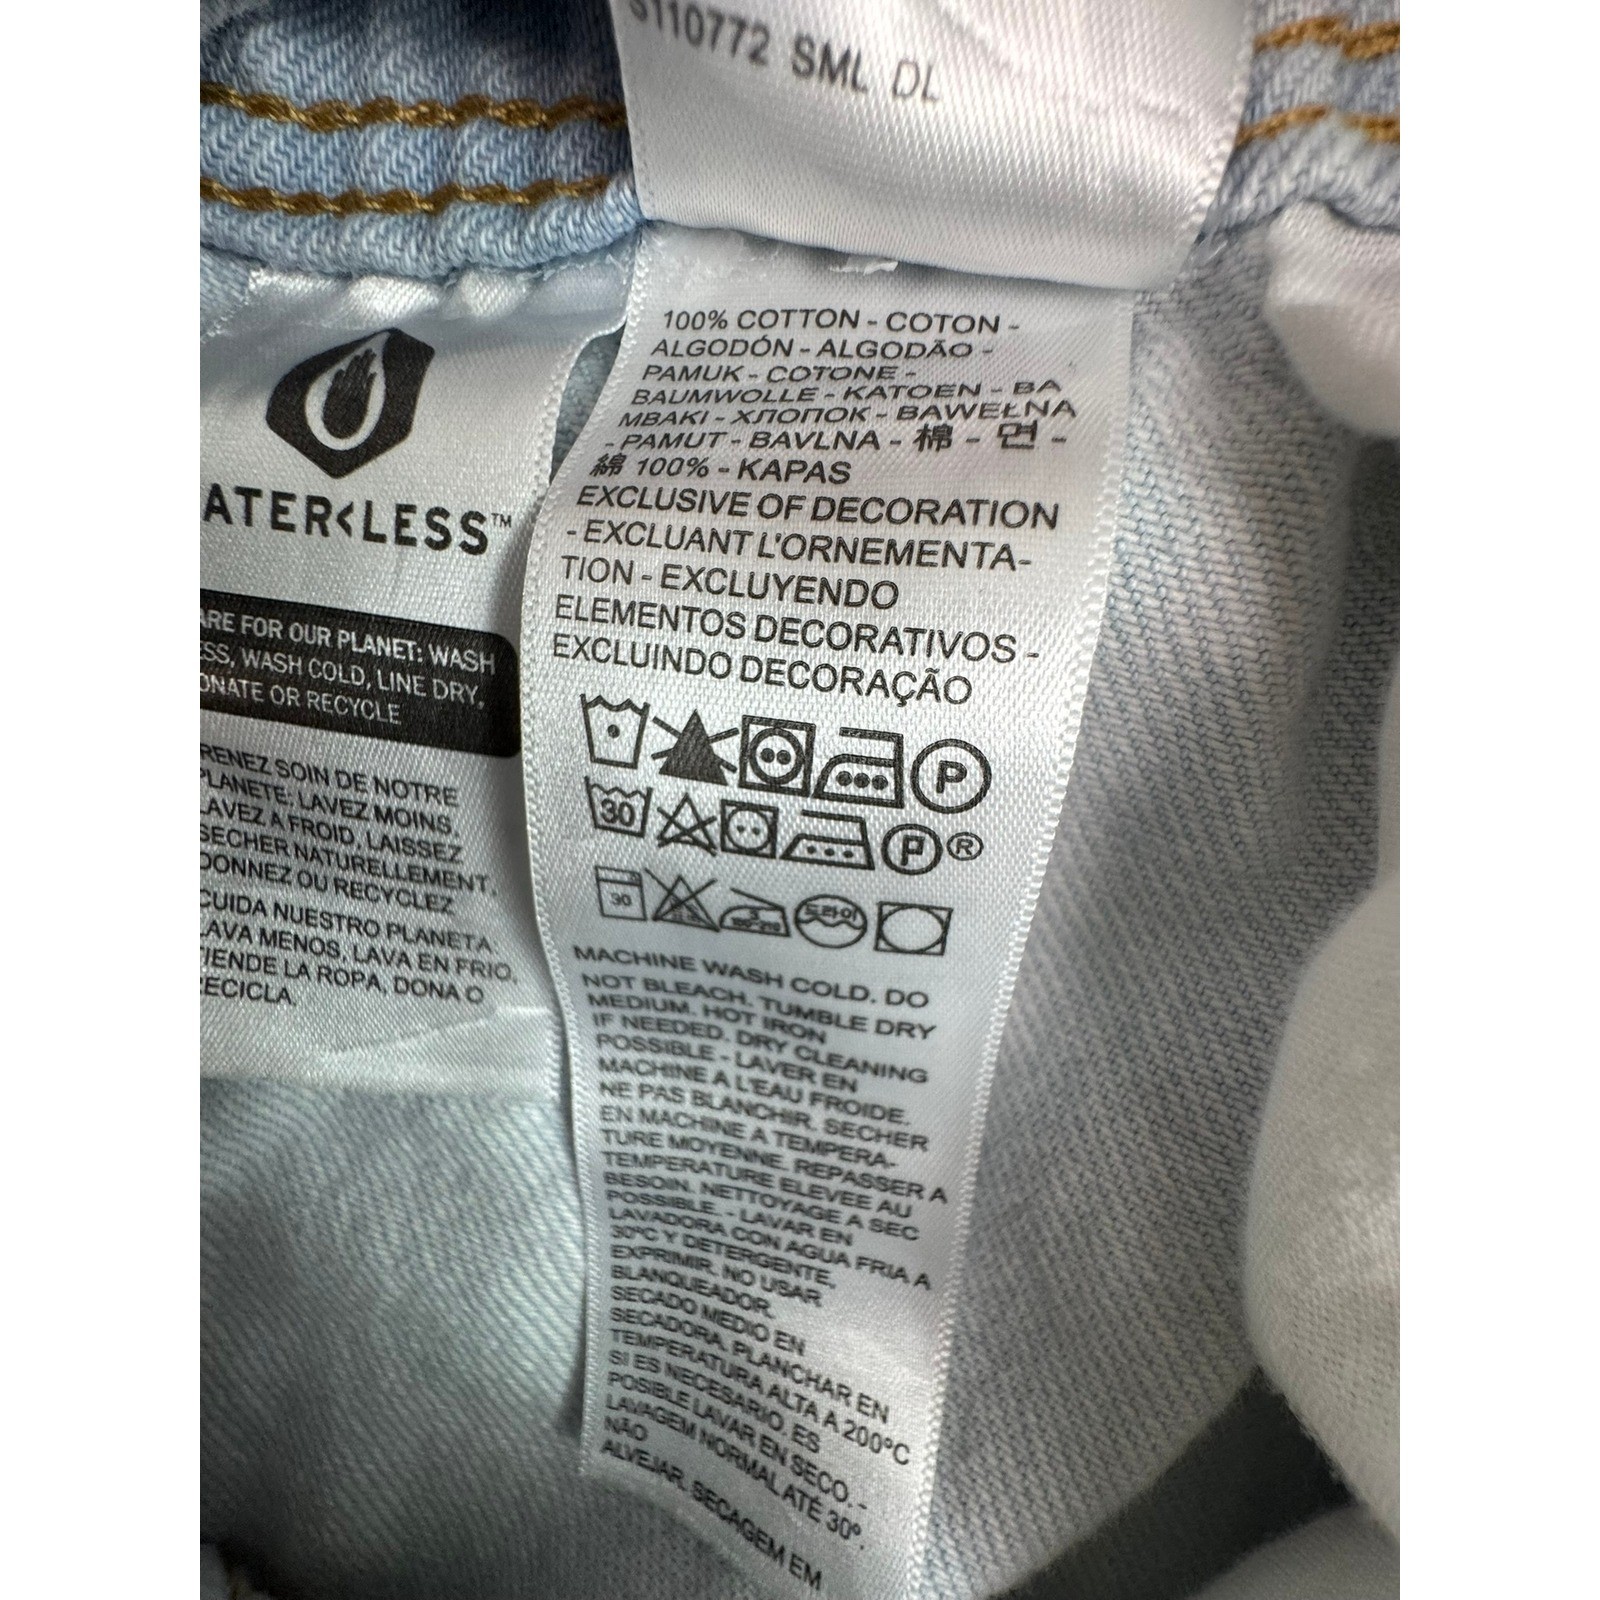 110772 SML DL
ATER<LESS™
ARE FOR OUR PLANET: WASH
ESS, WASH COLD, LINE DRY,
ONATE OR RECYCLE
RENEZ SOIN DE NOTRE
PLANETE: LAVEZ MOINS,
LAVEZ A FROID, LAISSEZ
SECHER NATURELLEMENT,
DONNEZ OU RECYCLEZ
CUIDA NUESTRO PLANETA
LAVA MENOS, LAVA EN FRIO,
TIENDE LA ROPA, DONA O
RECICLA.
100% COTTON - COTON -
ALGODÓN - ALGODÃO -
PAMUK - COTONE -
BAUMWOLLE - KATOEN - BA
MBAKI - ХЛОПОК - BAWEŁNA
- PAMUT - BAVLNA - 棉 - 면 -
綿 100% - KAPAS
EXCLUSIVE OF DECORATION
- EXCLUANT L'ORNEMENTA-
TION - EXCLUYENDO
ELEMENTOS DECORATIVOS -
EXCLUINDO DECORAÇÃO
P
30 P ®
30 드라이
MACHINE WASH COLD. DO
NOT BLEACH. TUMBLE DRY
MEDIUM. HOT IRON
IF NEEDED. DRY CLEANING
POSSIBLE - LAVER EN
MACHINE A L'EAU FROIDE.
NE PAS BLANCHIR. SECHER
EN MACHINE A TEMPERA-
TURE MOYENNE. REPASSER A
TEMPERATURE ELEVEE AU
BESOIN. NETTOYAGE A SEC
POSSIBLE. - LAVAR EN
LAVADORA CON AGUA FRIA A
30ºC Y DETERGENTE,
EXPRIMIR. NO USAR
BLANQUEADOR.
SECADO MEDIO EN
SECADORA. PLANCHAR EN
TEMPERATURA ALTA A 200ºC
SI ES NECESARIO. ES
POSIBLE LAVAR EN SECO. -
LAVAGEM NORMAL ATÉ 30º.
NÃO
ALVEJAR. SECAGEM EM